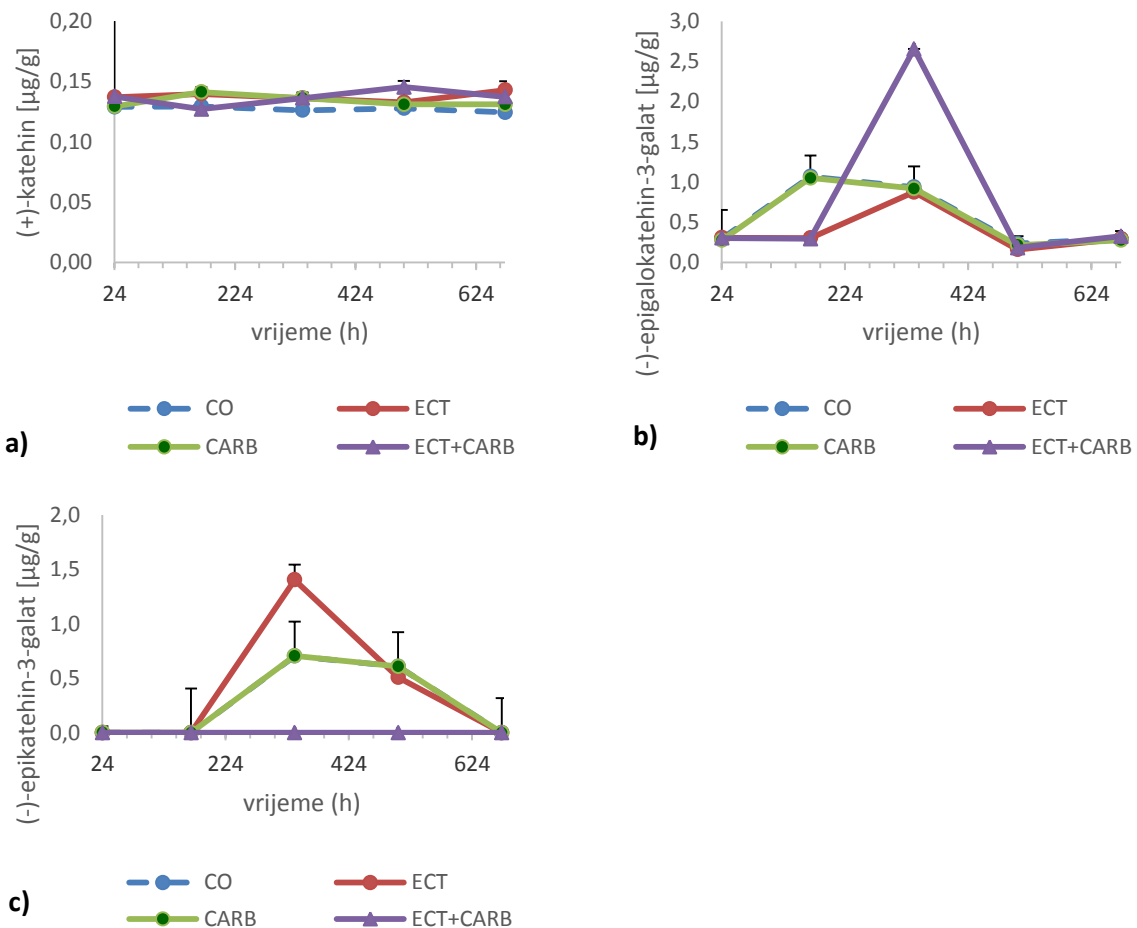 (+)-katehin [µg/g]
0,20
0,15
0,10
0,05
0,00
24 224 424 624
vrijeme (h)
CO ECT
CARB ECT+CARB
a)
(-)-epigalokatehin-3-galat [µg/g]
3,0
2,5
2,0
1,5
1,0
0,5
0,0
24 224 424 624
vrijeme (h)
CO ECT
CARB ECT+CARB
b)
(-)-epikatehin-3-galat [µg/g]
2,0
1,5
1,0
0,5
0,0
24 224 424 624
vrijeme (h)
CO ECT
CARB ECT+CARB
c)